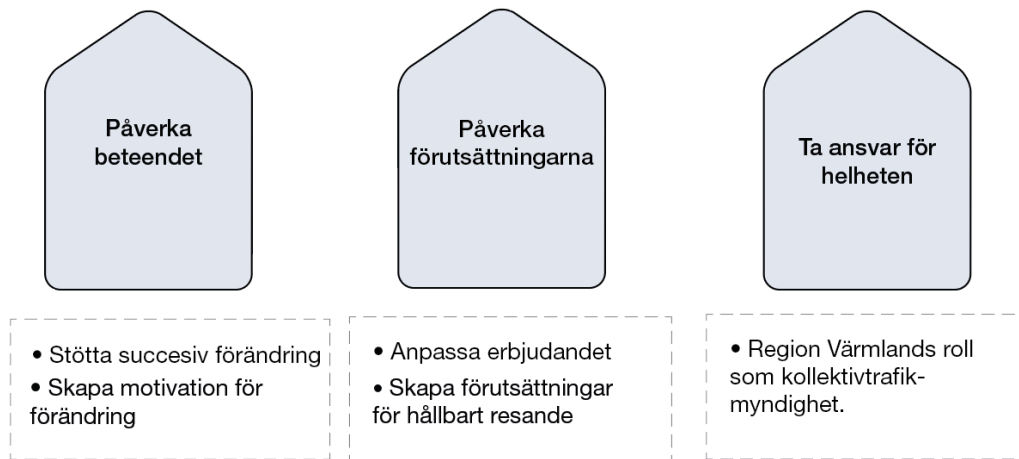 Påverka
beteendet
Påverka
förutsättningarna
Ta ansvar för
helheten
• Stötta succesiv förändring
• Skapa motivation för
förändring
• Anpassa erbjudandet
• Skapa förutsättningar
för hållbart resande
• Region Värmlands roll
som kollektivtrafik-
myndighet.